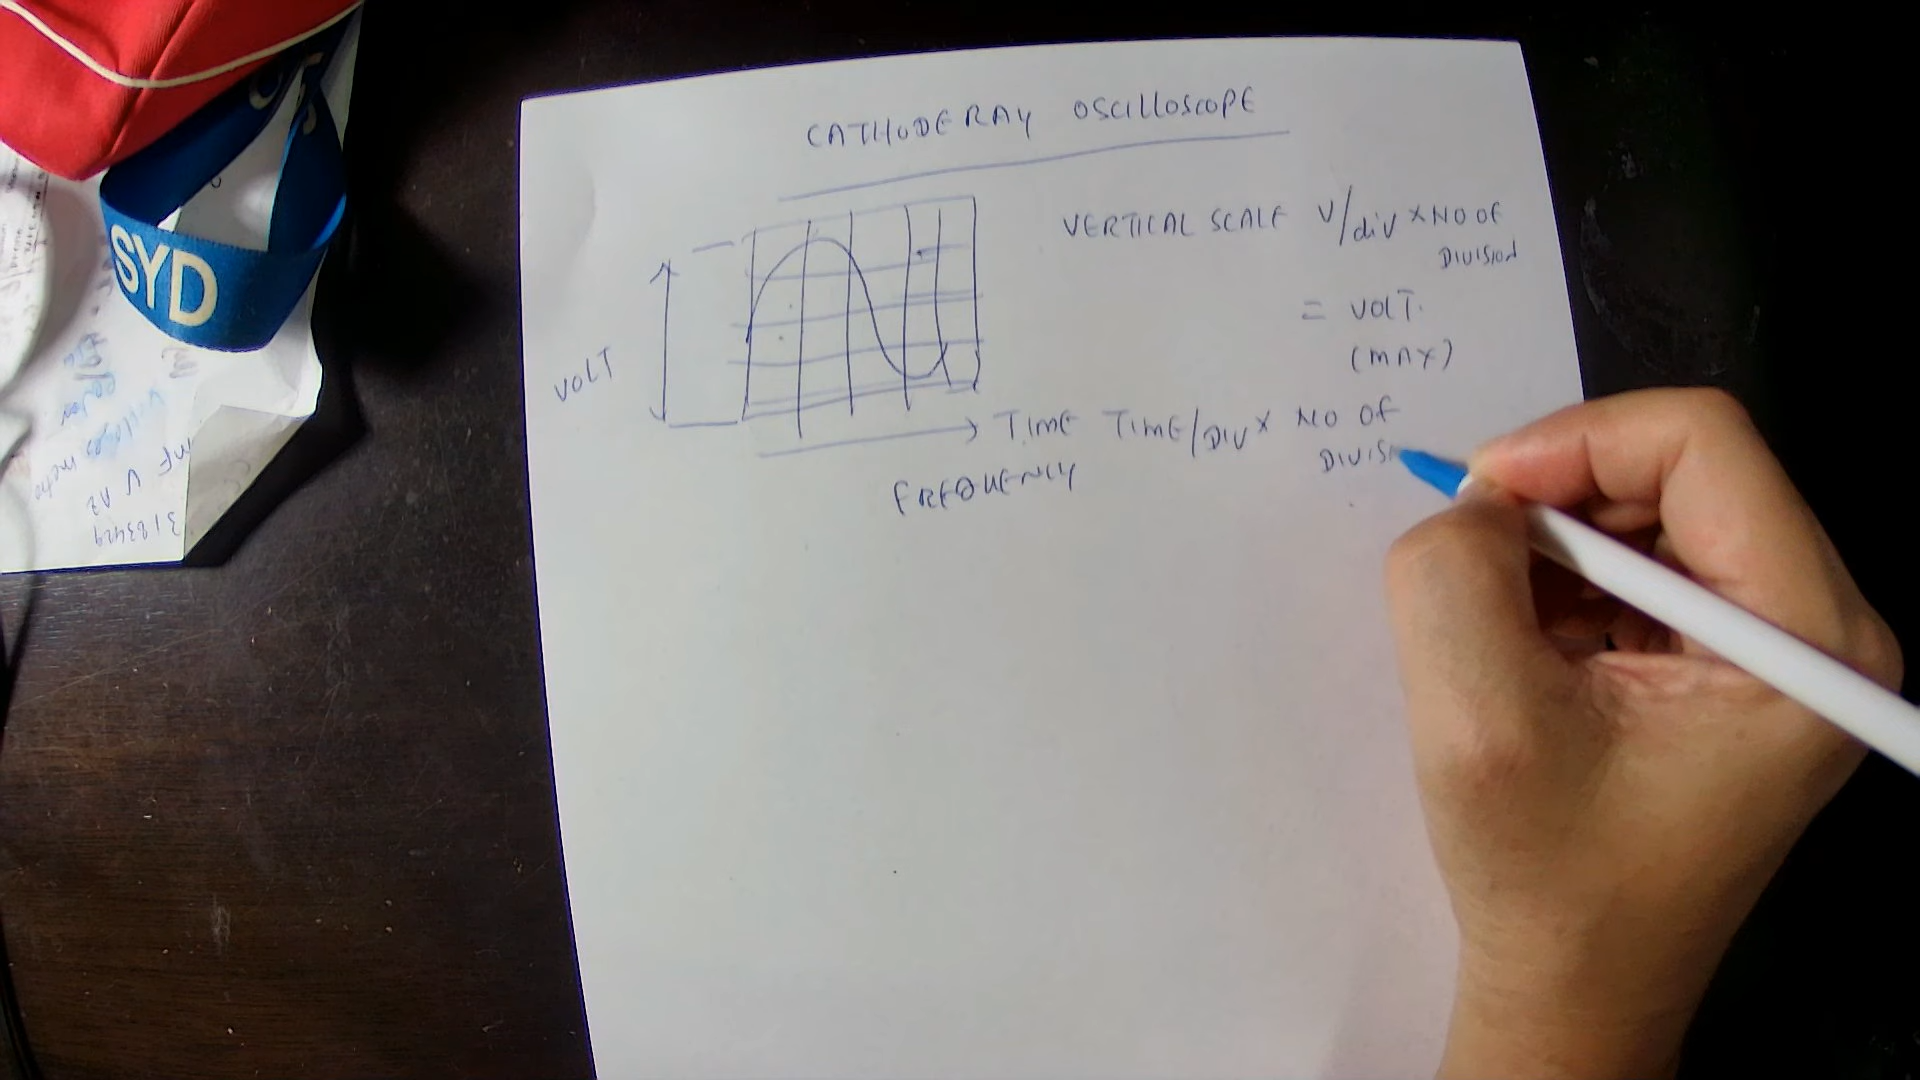 CATHODE RAY OSCILLOSCOPE
VERTICAL SCALE V/div × NO OF
DIVISION
= VOLT.
(MAX)
VOLT
TIME TIME/DIV × NO OF
DIVIS
FREQUENCY
SYD
3183429